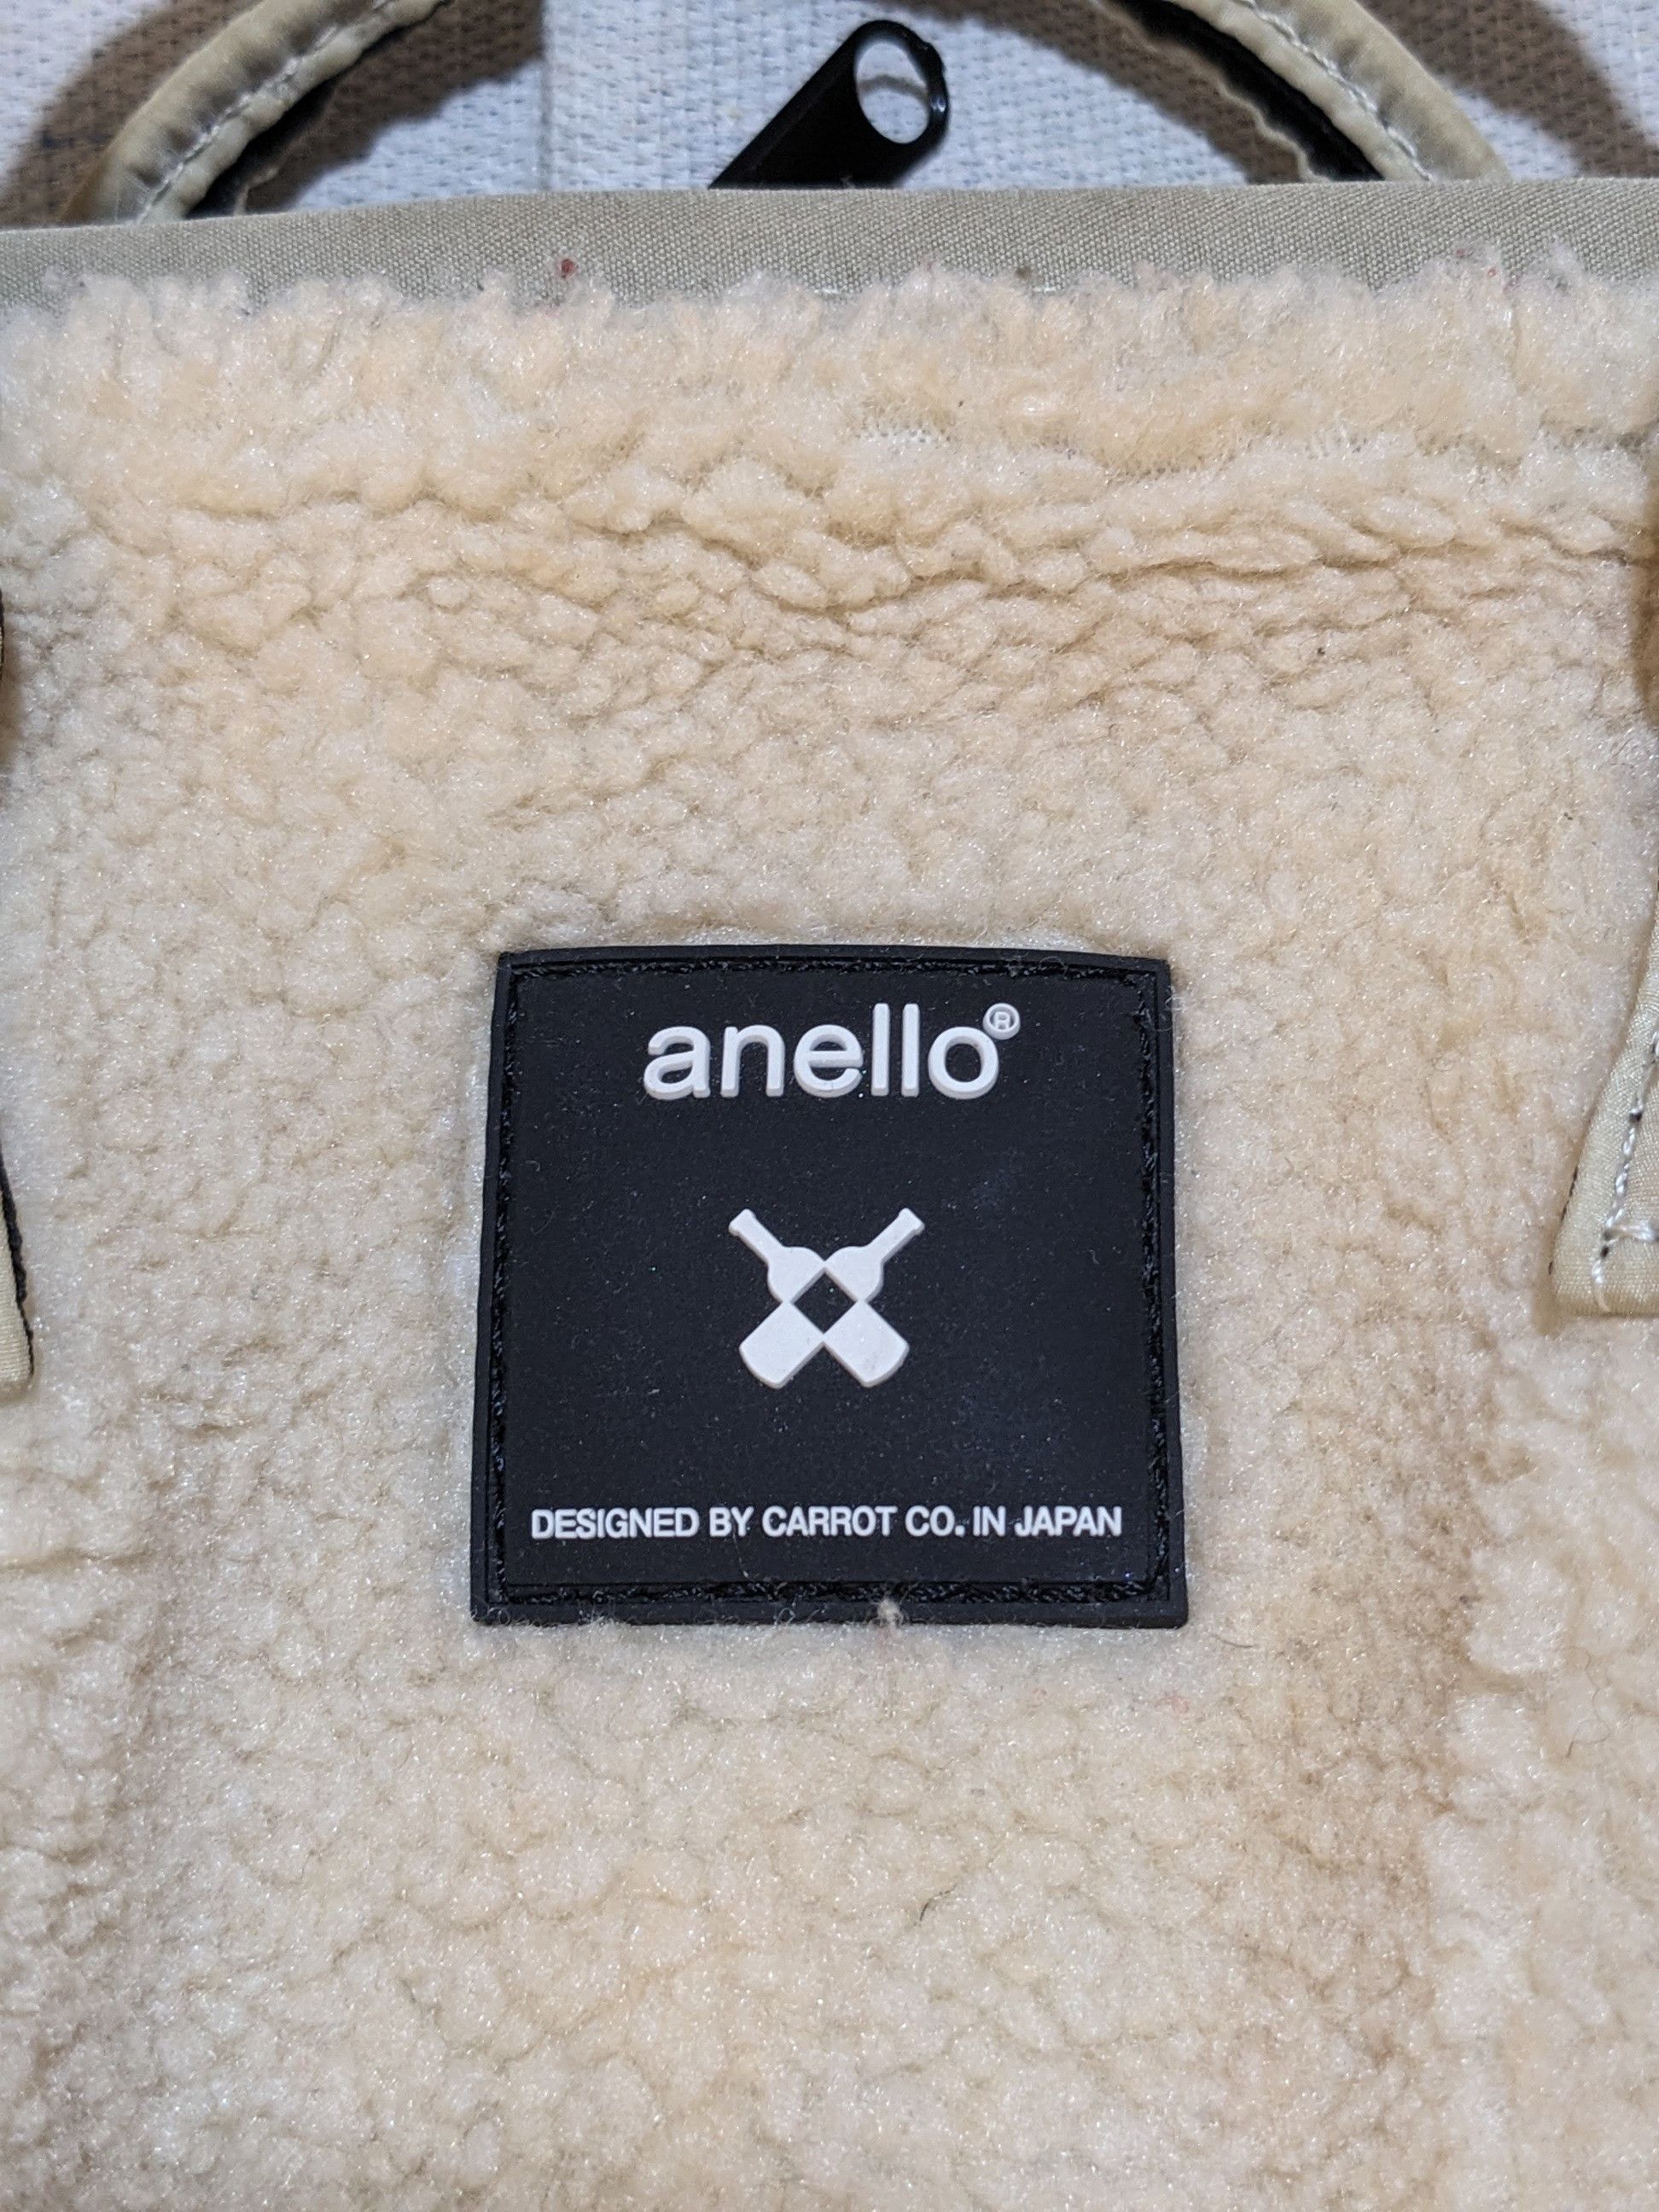 anello®
DESIGNED BY CARROT CO. IN JAPAN